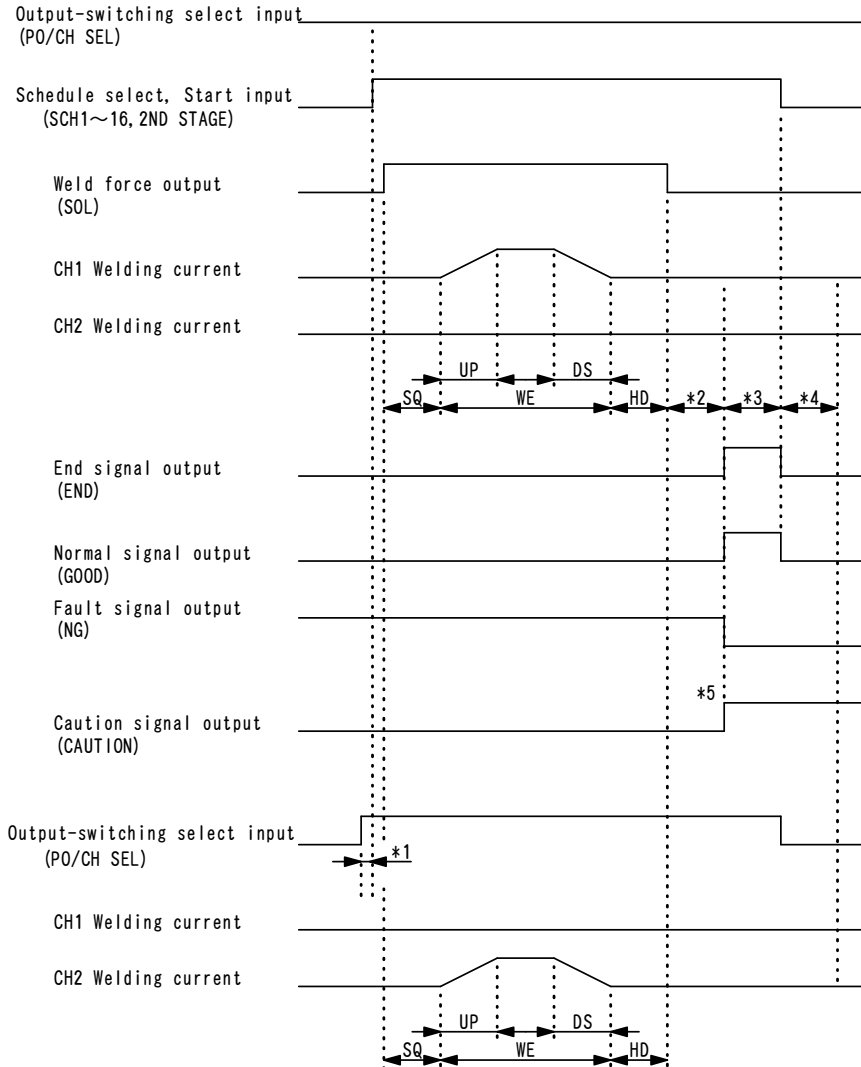 Output-switching select input
(PO/CH SEL)
Schedule select, Start input
(SCH1～16, 2ND STAGE)
Weld force output
(SOL)
CH1 Welding current
CH2 Welding current
UP DS
SQ WE HD *2 *3 *4
End signal output
(END)
Normal signal output
(GOOD)
Fault signal output
(NG)
*5
Caution signal output
(CAUTION)
Output-switching select input
(PO/CH SEL)
*1
CH1 Welding current
CH2 Welding current
UP DS
SQ WE HD